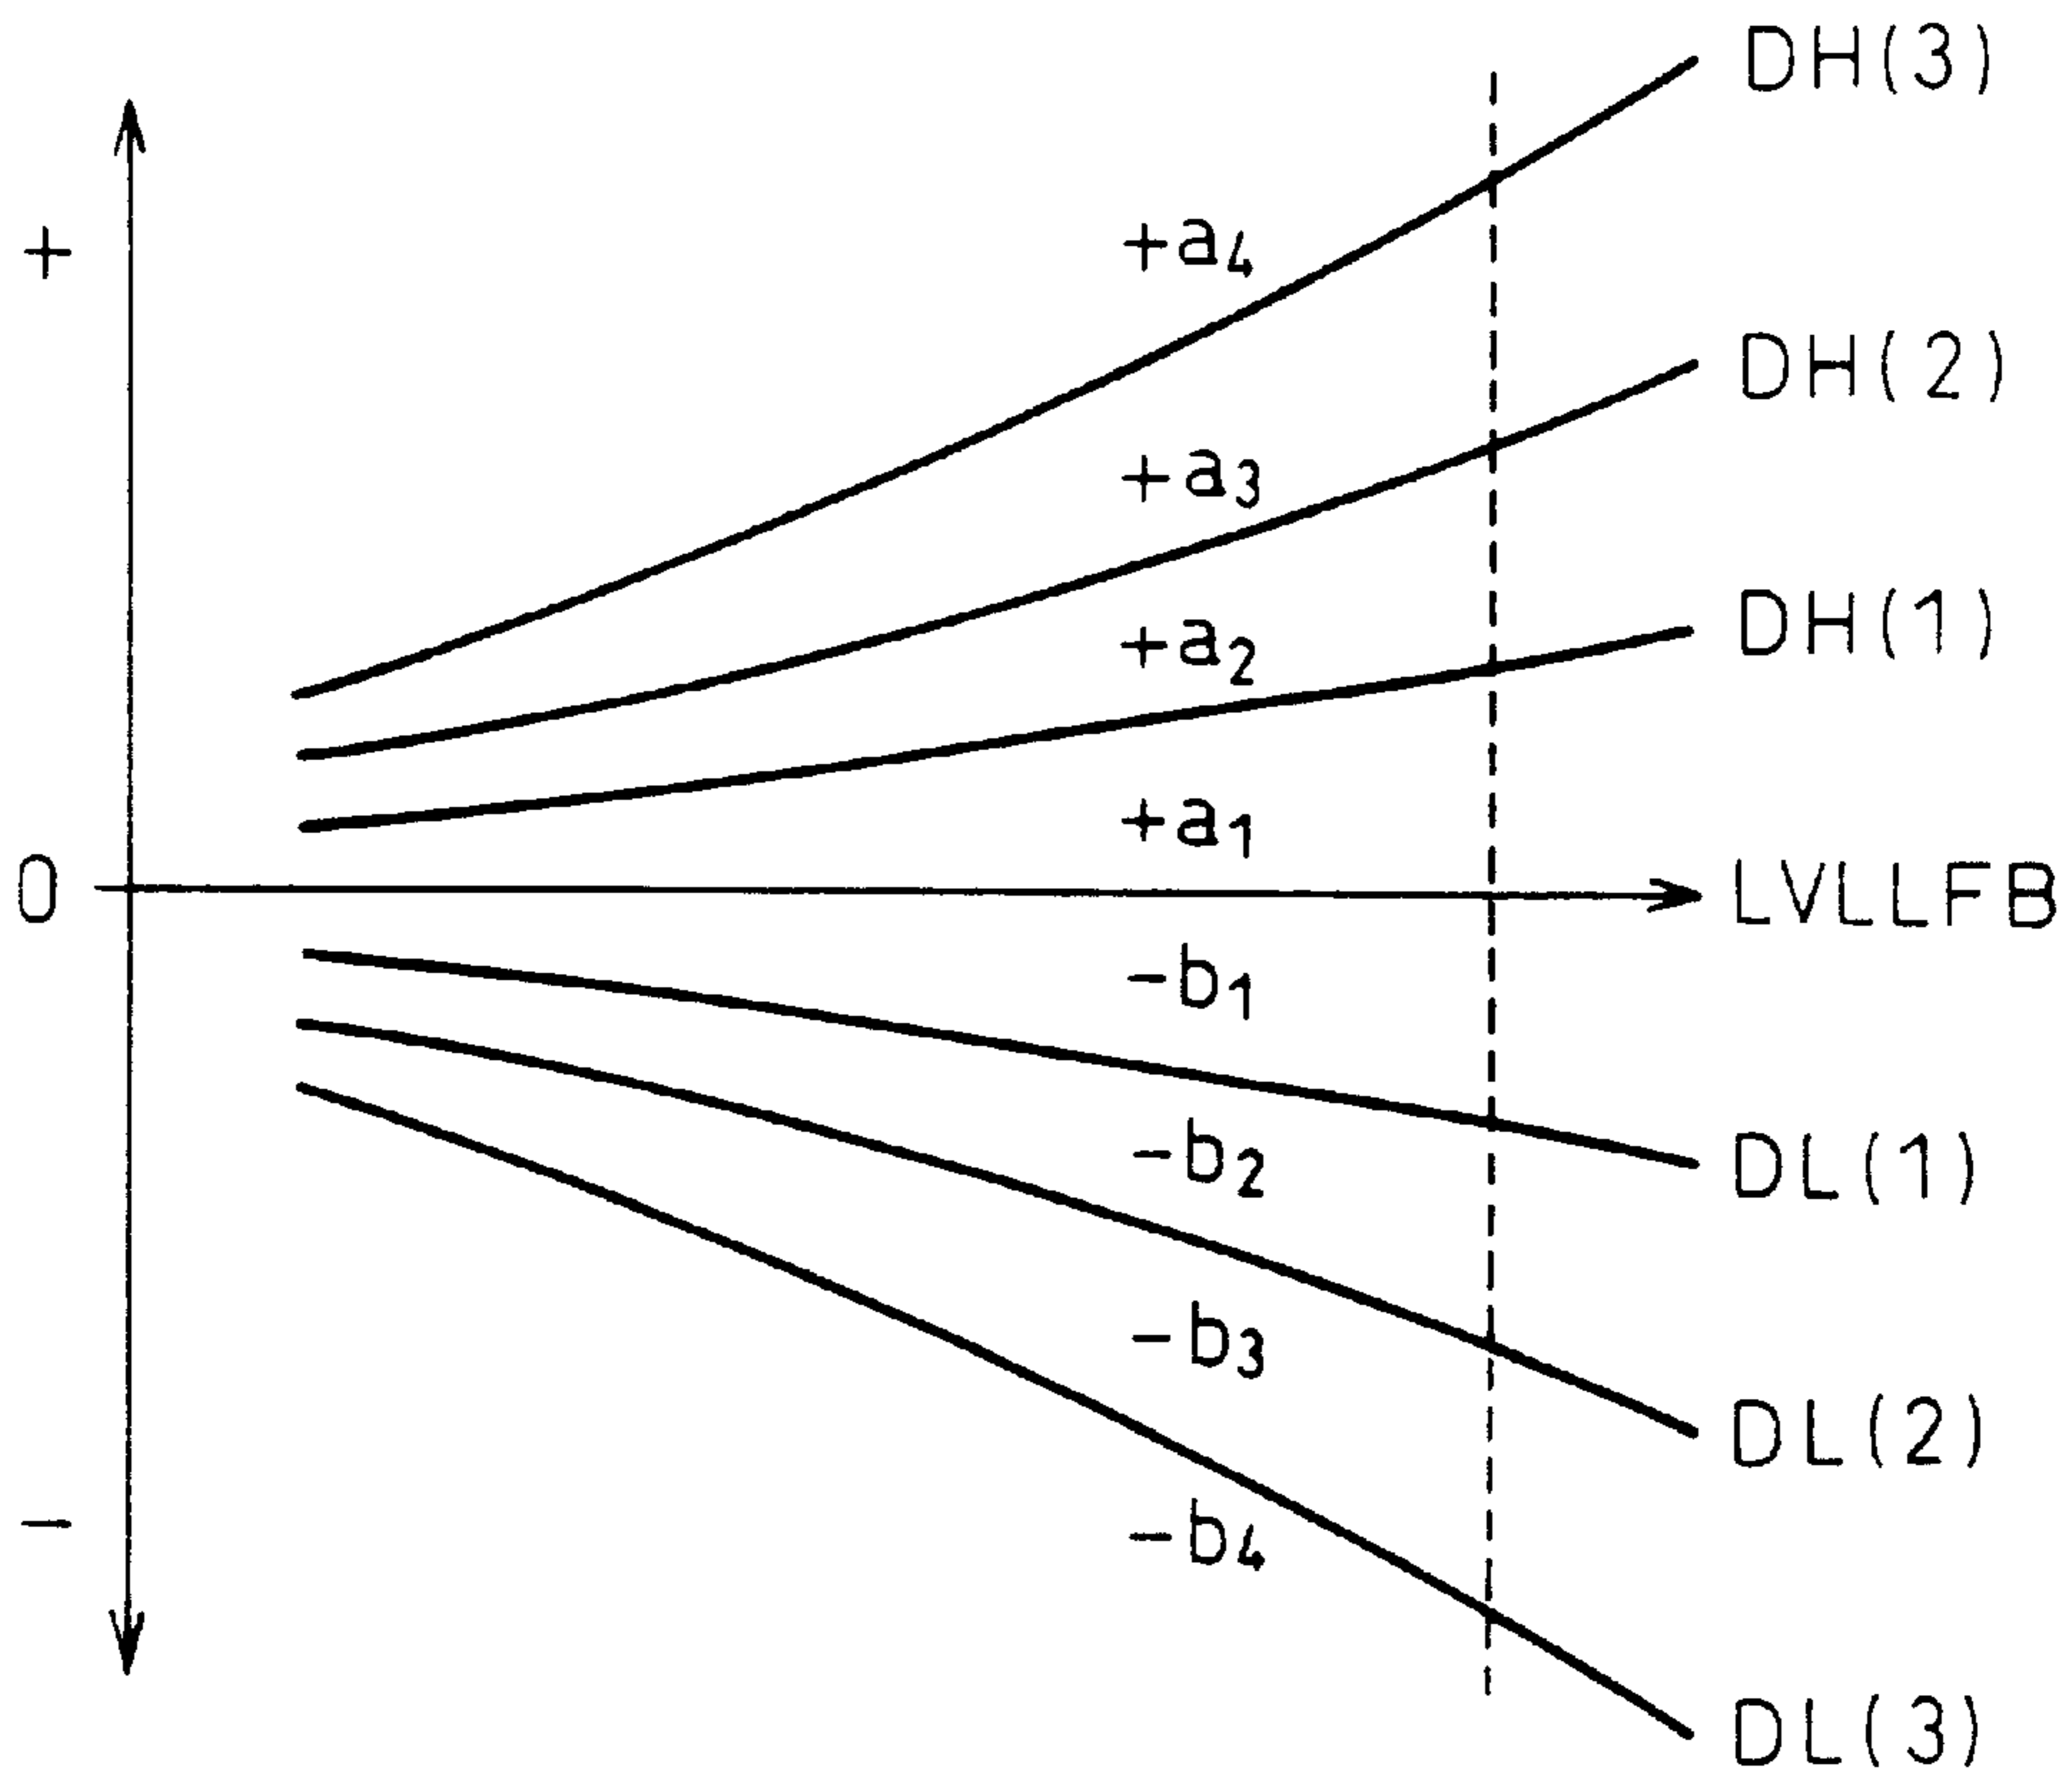 DH(3)
+
+a4
DH(2)
+a3
DH(1)
+a2
+a1
0
LVLLFB
-b1
-b2
DL(1)
-b3
DL(2)
-
-b4
DL(3)